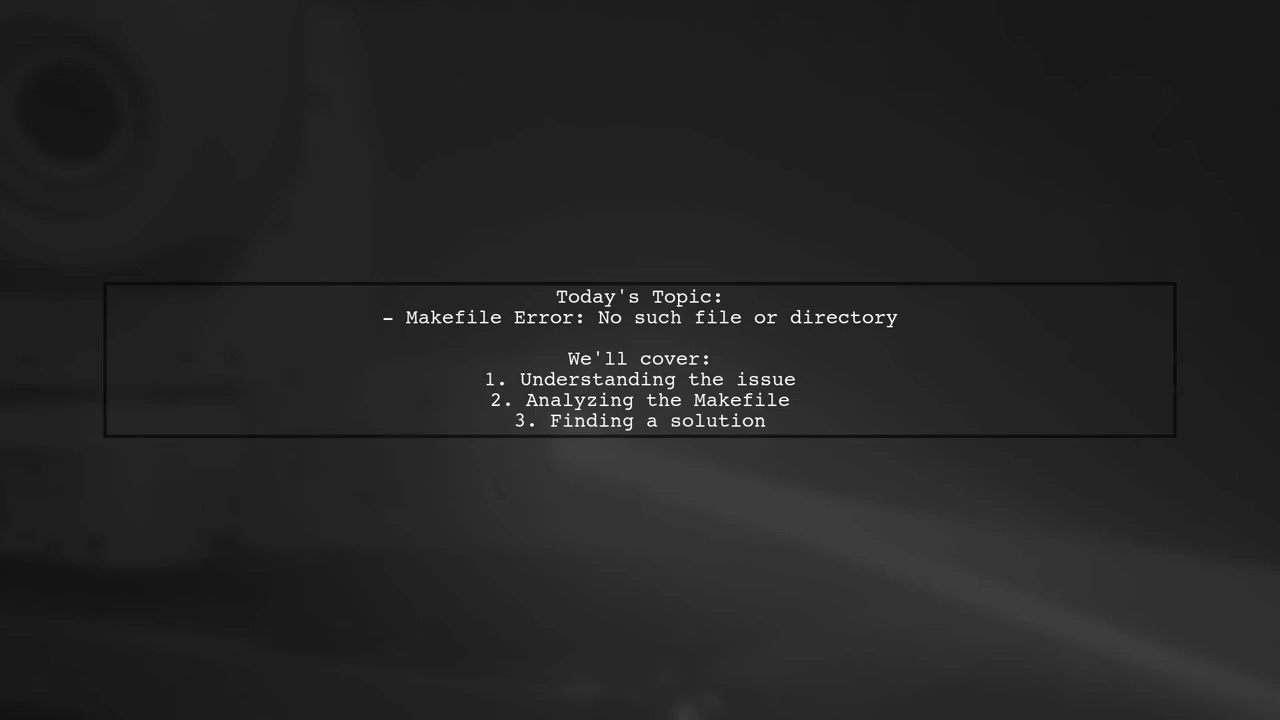 Today's Topic:
- Makefile Error: No such file or directory
We'll cover:
1. Understanding the issue
2. Analyzing the Makefile
3. Finding a solution